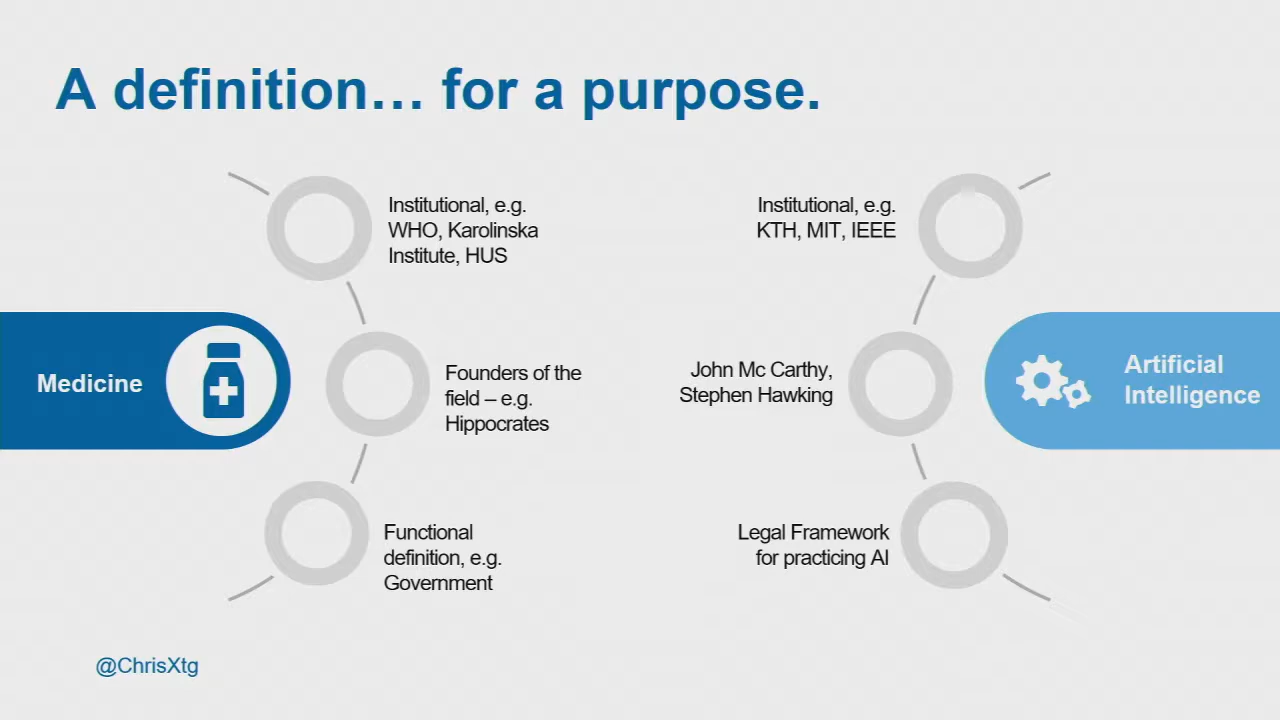 A definition… for a purpose.
Institutional, e.g.
WHO, Karolinska
Institute, HUS
Medicine
Founders of the
field – e.g.
Hippocrates
Functional
definition, e.g.
Government
Institutional, e.g.
KTH, MIT, IEEE
John Mc Carthy,
Stephen Hawking
Artificial
Intelligence
Legal Framework
for practicing AI
@ChrisXtg